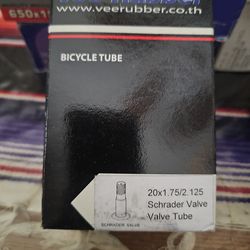 www.veerubber.co.th
BICYCLE TUBE
20x1.75/2.125
Schrader Valve
Valve Tube
SCHRADER VALVE